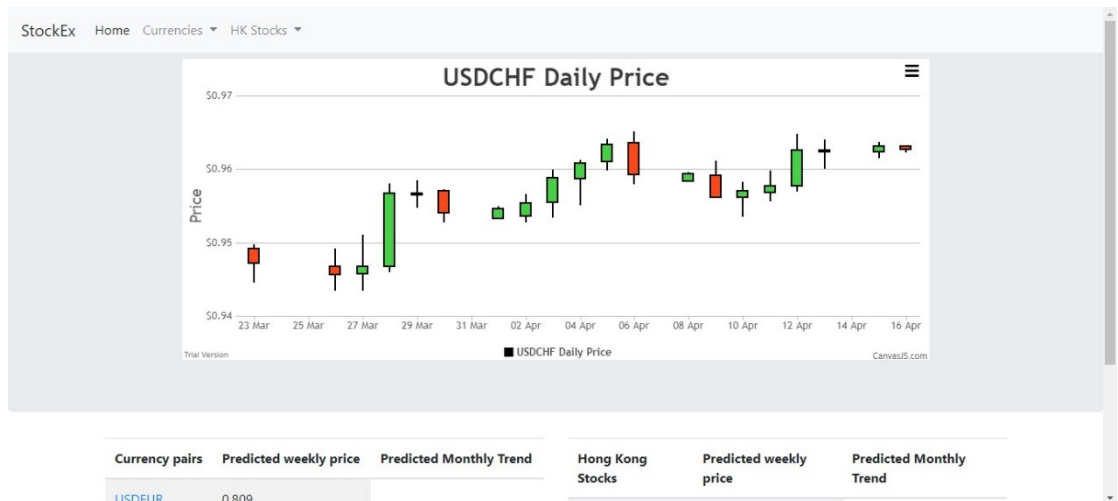 StockEx Home Currencies HK Stocks
USDCHF Daily Price
$0.97
$0.96
$0.95
$0.94
Price
23 Mar 25 Mar 27 Mar 29 Mar 31 Mar 02 Apr 04 Apr 06 Apr 08 Apr 10 Apr 12 Apr 14 Apr 16 Apr
USDCHF Daily Price
Trial Version CanvasJS.com
Currency pairs Predicted weekly price Predicted Monthly Trend
USDEUR 0.809
Hong Kong Stocks
Predicted weekly price
Predicted Monthly Trend